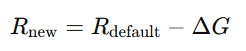 R_new = R_default − ΔG